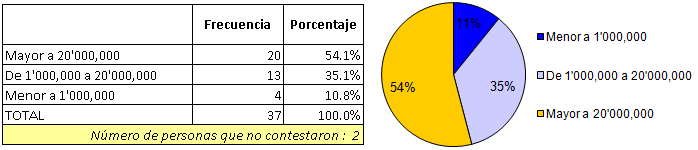 Frecuencia Porcentaje
Mayor a 20'000,000 20 54.1%
De 1'000,000 a 20'000,000 13 35.1%
Menor a 1'000,000 4 10.8%
TOTAL 37 100.0%
Número de personas que no contestaron : 2
11%
35%
54%
Menor a 1'000,000
De 1'000,000 a 20'000,000
Mayor a 20'000,000